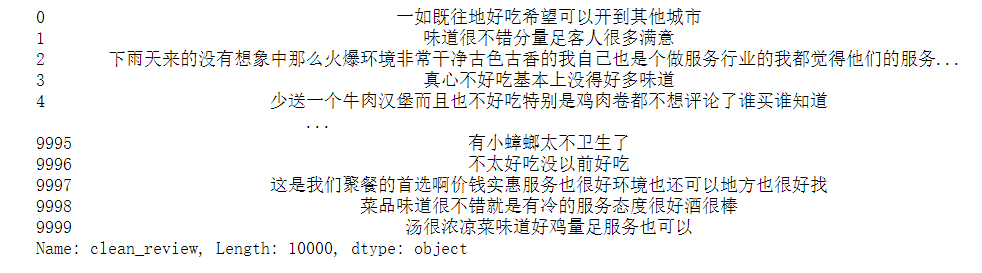 0 一如既往地好吃希望可以开到其他城市
1 味道很不错分量足客人很多满意
2 下雨天来的没有想象中那么火爆环境非常干净古色古香的我自己也是个做服务行业的我都觉得他们的服务...
3 真心不好吃基本上没得好多味道
4 少送一个牛肉汉堡而且也不好吃特别是鸡肉卷都不想评论了谁买谁知道
...
9995 有小蟑螂太不卫生了
9996 不太好吃没以前好吃
9997 这是我们聚餐的首选啊价钱实惠服务也很好环境也还可以地方也很好找
9998 菜品味道很不错就是有冷的服务态度很好酒很棒
9999 汤很浓凉菜味道好鸡量足服务也可以
Name: clean_review, Length: 10000, dtype: object